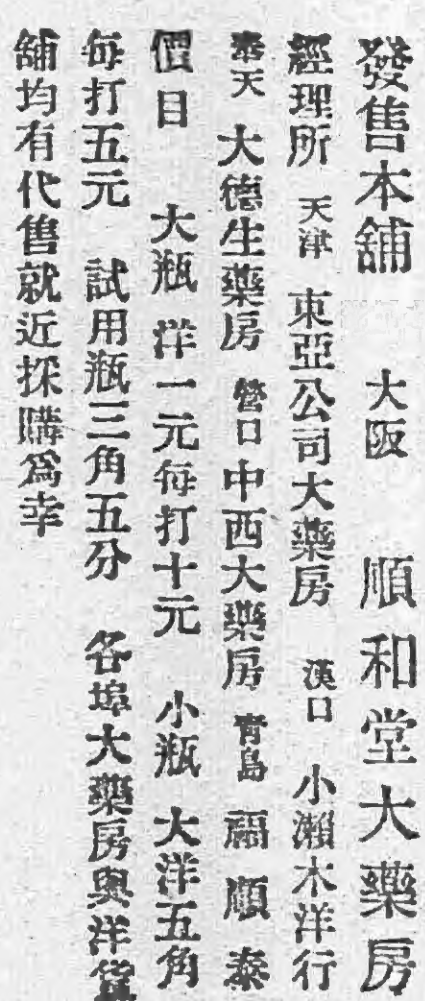 發售本舖 大阪 順和堂大藥房
經理所 天津 東亞公司大藥房 漢口 小瀨木洋行
奉天 大德生藥房 營口 中西大藥房 青島 福順泰
價目 大瓶 洋一元每打十元 小瓶 大洋五角
每打五元 試用瓶三角五分 各埠大藥房與洋貨
舖均有代售就近採購爲幸